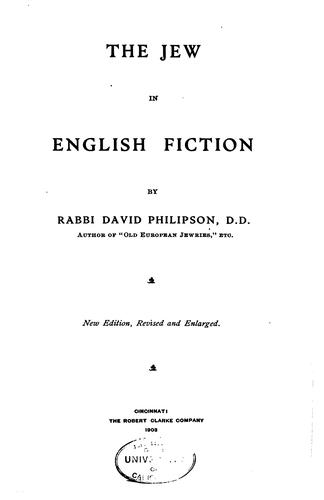 THE JEW
IN
ENGLISH FICTION
BY
RABBI DAVID PHILIPSON, D.D.
AUTHOR OF "OLD EUROPEAN JEWRIES," ETC.
New Edition, Revised and Enlarged.
CINCINNATI:
THE ROBERT CLARKE COMPANY
1903
OF